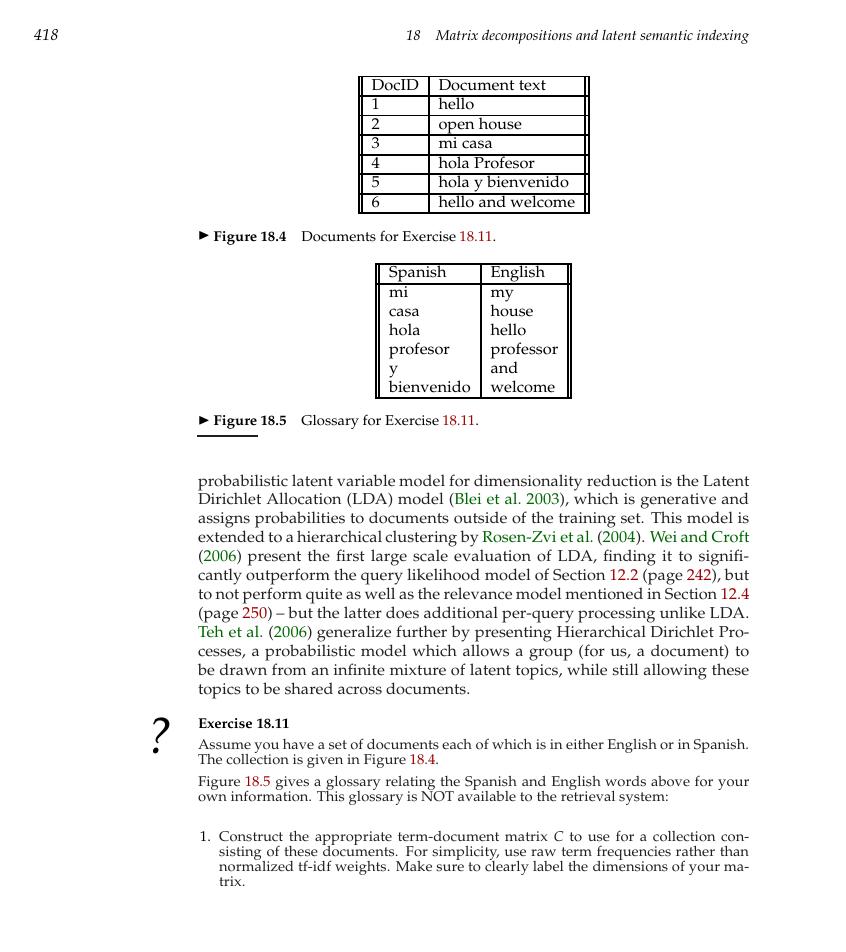 418
18 Matrix decompositions and latent semantic indexing
DocID Document text
1 hello
2 open house
3 mi casa
4 hola Profesor
5 hola y bienvenido
6 hello and welcome
▶ Figure 18.4 Documents for Exercise 18.11.
Spanish English
mi my
casa house
hola hello
profesor professor
y and
bienvenido welcome
▶ Figure 18.5 Glossary for Exercise 18.11.
probabilistic latent variable model for dimensionality reduction is the Latent
Dirichlet Allocation (LDA) model (Blei et al. 2003), which is generative and
assigns probabilities to documents outside of the training set. This model is
extended to a hierarchical clustering by Rosen-Zvi et al. (2004). Wei and Croft
(2006) present the first large scale evaluation of LDA, finding it to signifi-
cantly outperform the query likelihood model of Section 12.2 (page 242), but
to not perform quite as well as the relevance model mentioned in Section 12.4
(page 250) – but the latter does additional per-query processing unlike LDA.
Teh et al. (2006) generalize further by presenting Hierarchical Dirichlet Pro-
cesses, a probabilistic model which allows a group (for us, a document) to
be drawn from an infinite mixture of latent topics, while still allowing these
topics to be shared across documents.
?
Exercise 18.11
Assume you have a set of documents each of which is in either English or in Spanish.
The collection is given in Figure 18.4.
Figure 18.5 gives a glossary relating the Spanish and English words above for your
own information. This glossary is NOT available to the retrieval system:
1. Construct the appropriate term-document matrix C to use for a collection con-
sisting of these documents. For simplicity, use raw term frequencies rather than
normalized tf-idf weights. Make sure to clearly label the dimensions of your ma-
trix.